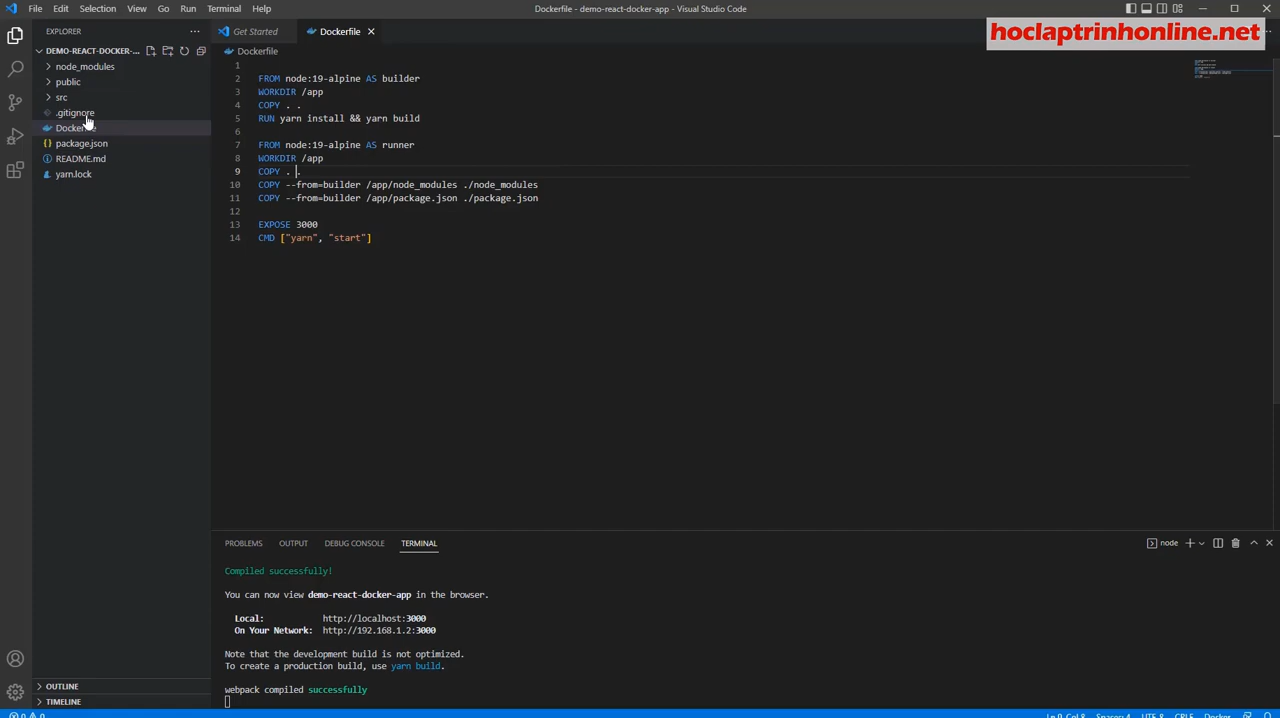 File Edit Selection View Go Run Terminal Help
Dockerfile - demo-react-docker-app - Visual Studio Code
hoclaptrinhonline.net
EXPLORER
Get Started
Dockerfile
DEMO-REACT-DOCKER-...
Dockerfile
node_modules
public
src
.gitignore
package.json
README.md
yarn.lock
1
2 FROM node:19-alpine AS builder
3 WORKDIR /app
4 COPY . .
5 RUN yarn install && yarn build
6
7 FROM node:19-alpine AS runner
8 WORKDIR /app
9 COPY . .
10 COPY --from=builder /app/node_modules ./node_modules
11 COPY --from=builder /app/package.json ./package.json
12
13 EXPOSE 3000
14 CMD ["yarn", "start"]
PROBLEMS OUTPUT DEBUG CONSOLE TERMINAL
node
Compiled successfully!
You can now view demo-react-docker-app in the browser.
Local: http://localhost:3000
On Your Network: http://192.168.1.2:3000
Note that the development build is not optimized.
To create a production build, use yarn build.
webpack compiled successfully
OUTLINE
TIMELINE